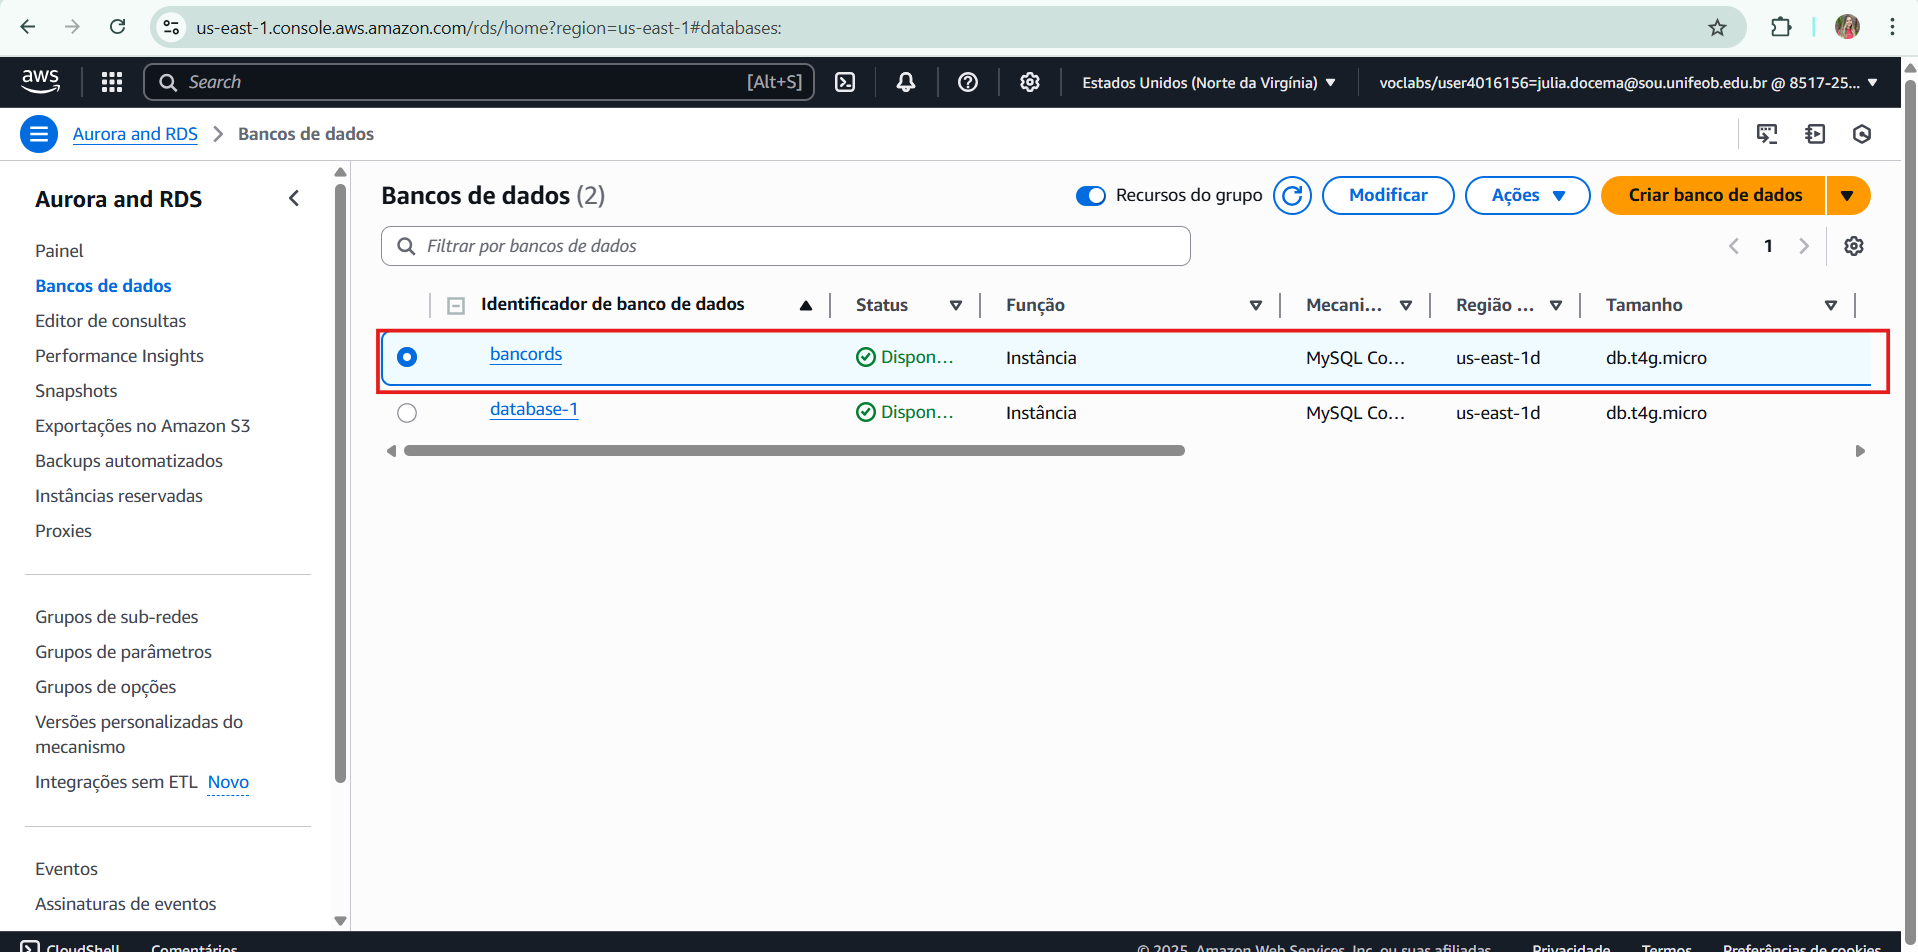 us-east-1.console.aws.amazon.com/rds/home?region=us-east-1#databases:
aws
Search
[Alt+S]
Estados Unidos (Norte da Virgínia)
voclabs/user4016156=julia.docema@sou.unifeob.edu.br @ 8517-25...
Aurora and RDS
Bancos de dados
Aurora and RDS
Painel
Bancos de dados
Editor de consultas
Performance Insights
Snapshots
Exportações no Amazon S3
Backups automatizados
Instâncias reservadas
Proxies
Grupos de sub-redes
Grupos de parâmetros
Grupos de opções
Versões personalizadas do
mecanismo
Integrações sem ETL Novo
Eventos
Assinaturas de eventos
Bancos de dados (2)
Recursos do grupo
Modificar
Ações
Criar banco de dados
Filtrar por bancos de dados
1
Identificador de banco de dados Status Função Mecani... Região ... Tamanho
bancords Dispon... Instância MySQL Co... us-east-1d db.t4g.micro
database-1 Dispon... Instância MySQL Co... us-east-1d db.t4g.micro
CloudShell Comentários © 2025, Amazon Web Services, Inc. ou suas afiliadas. Privacidade Termos Preferências de cookies